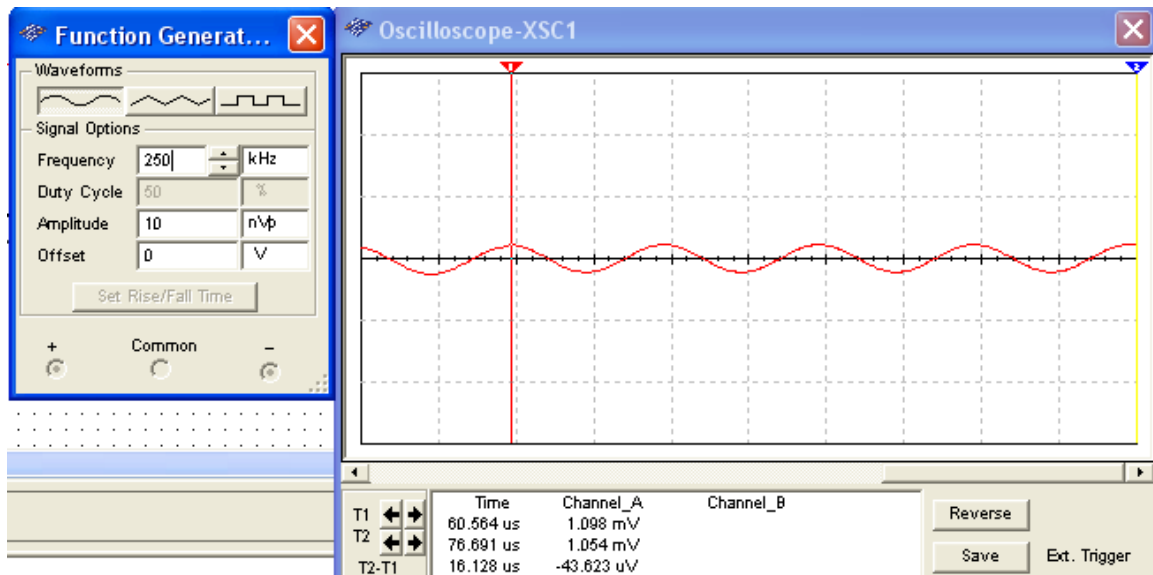 Function Generat...
Waveforms
Signal Options
Frequency 250 kHz
Duty Cycle 50 %
Amplitude 10 nVp
Offset 0 V
Set Rise/Fall Time
+ Common −
Oscilloscope-XSC1
1 2
Time Channel_A Channel_B
T1 60.564 us 1.098 mV
T2 76.691 us 1.054 mV
T2-T1 16.128 us -43.623 uV
Reverse
Save
Ext. Trigger